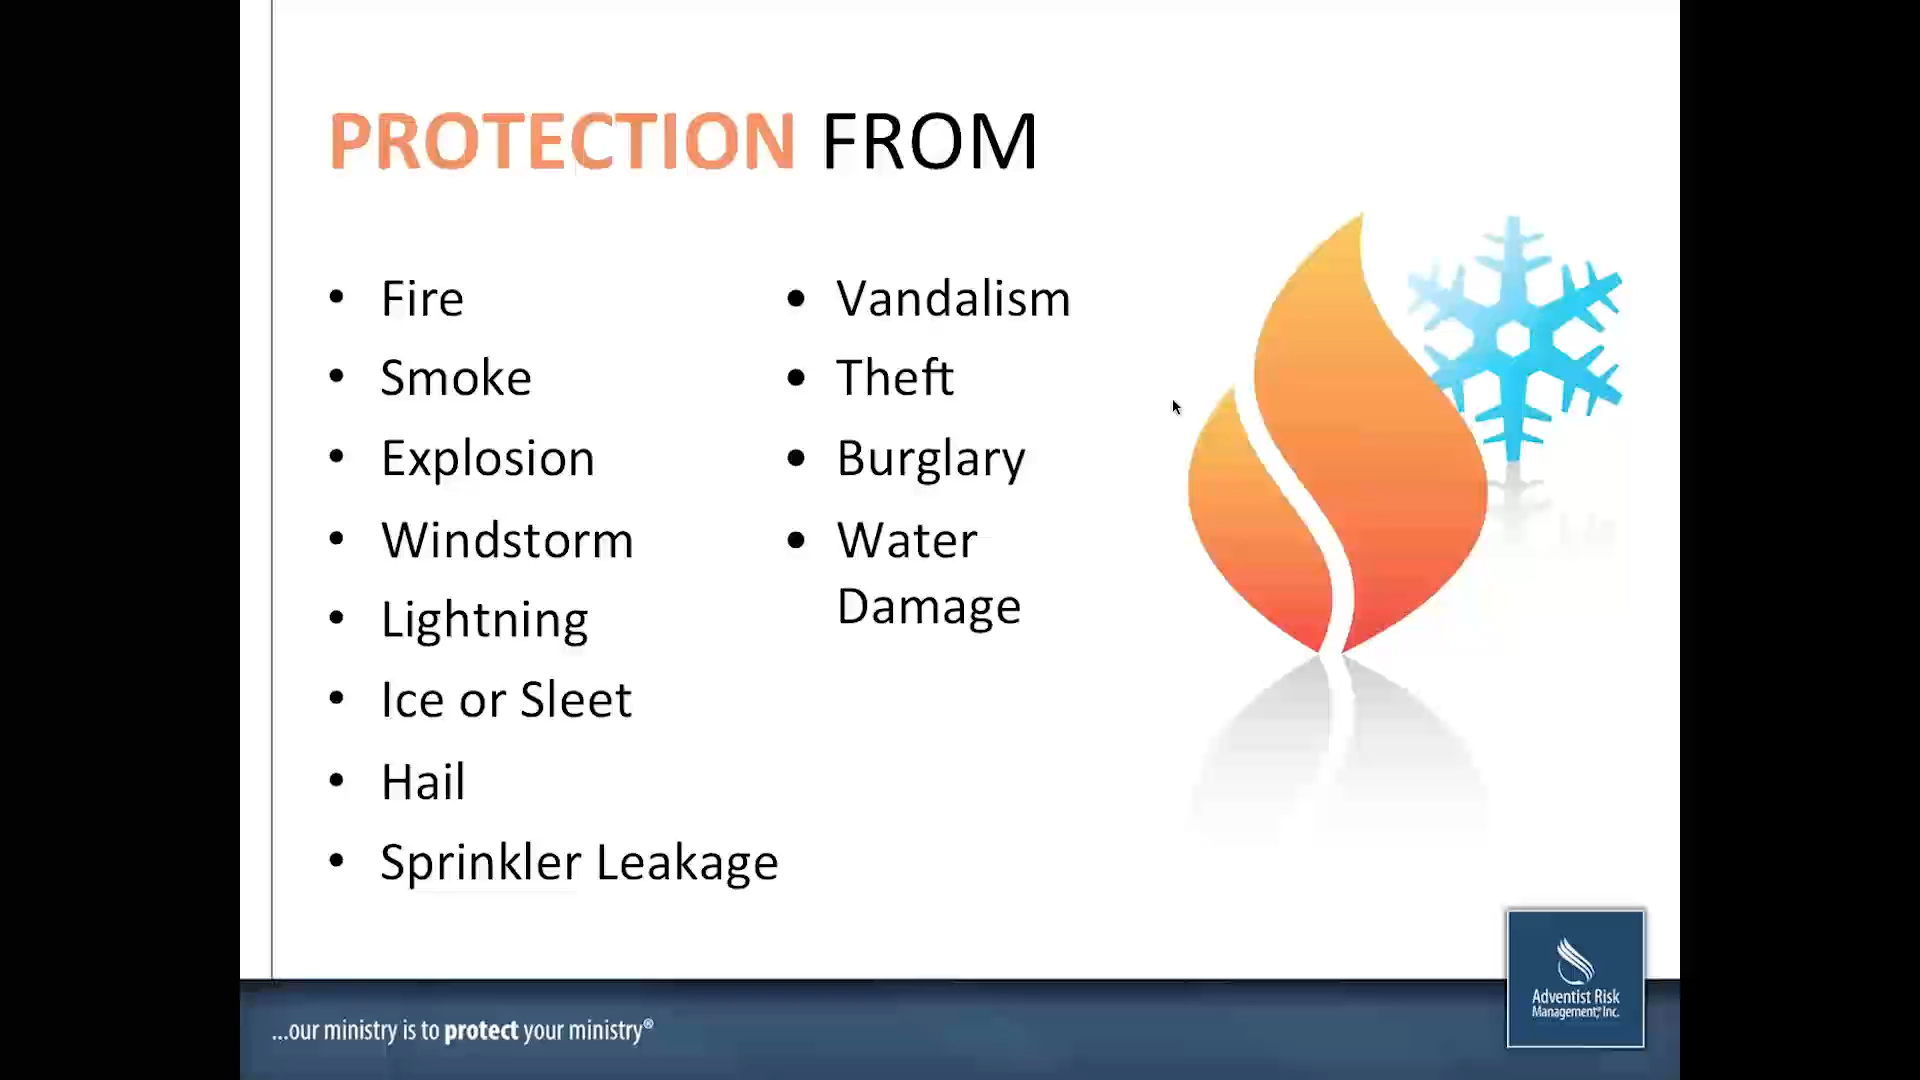 PROTECTION FROM
• Fire
• Smoke
• Explosion
• Windstorm
• Lightning
• Ice or Sleet
• Hail
• Sprinkler Leakage
• Vandalism
• Theft
• Burglary
• Water
Damage
...our ministry is to protect your ministry®
Adventist Risk
Management, Inc.